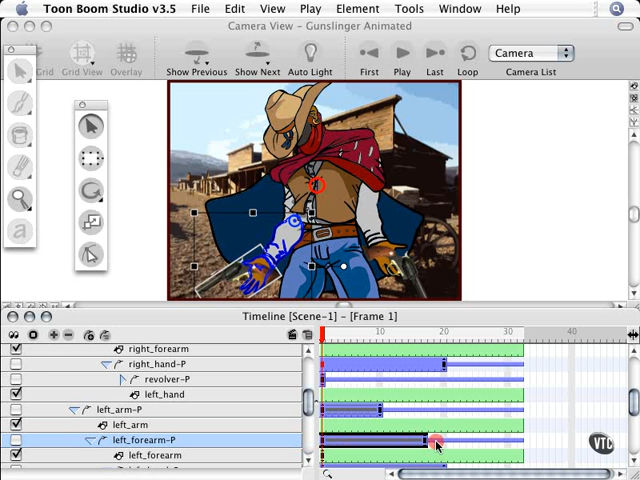 Toon Boom Studio v3.5 File Edit View Play Element Tools Window Help
Camera View - Gunslinger Animated
Grid Grid View Overlay Show Previous Show Next Auto Light First Play Last Loop Camera Camera List
a
Timeline [Scene-1] - [Frame 1]
10 20 30 40
right_forearm
right_hand-P
revolver-P
left_hand
left_arm-P
left_arm
left_forearm-P
left_forearm
VTC